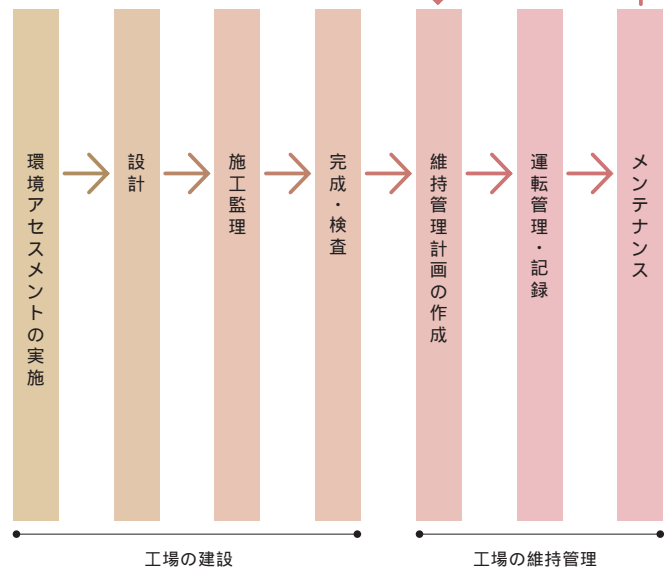 環境アセスメントの実施
設計
施工監理
完成・検査
維持管理計画の作成
運転管理・記録
メンテナンス
工場の建設
工場の維持管理